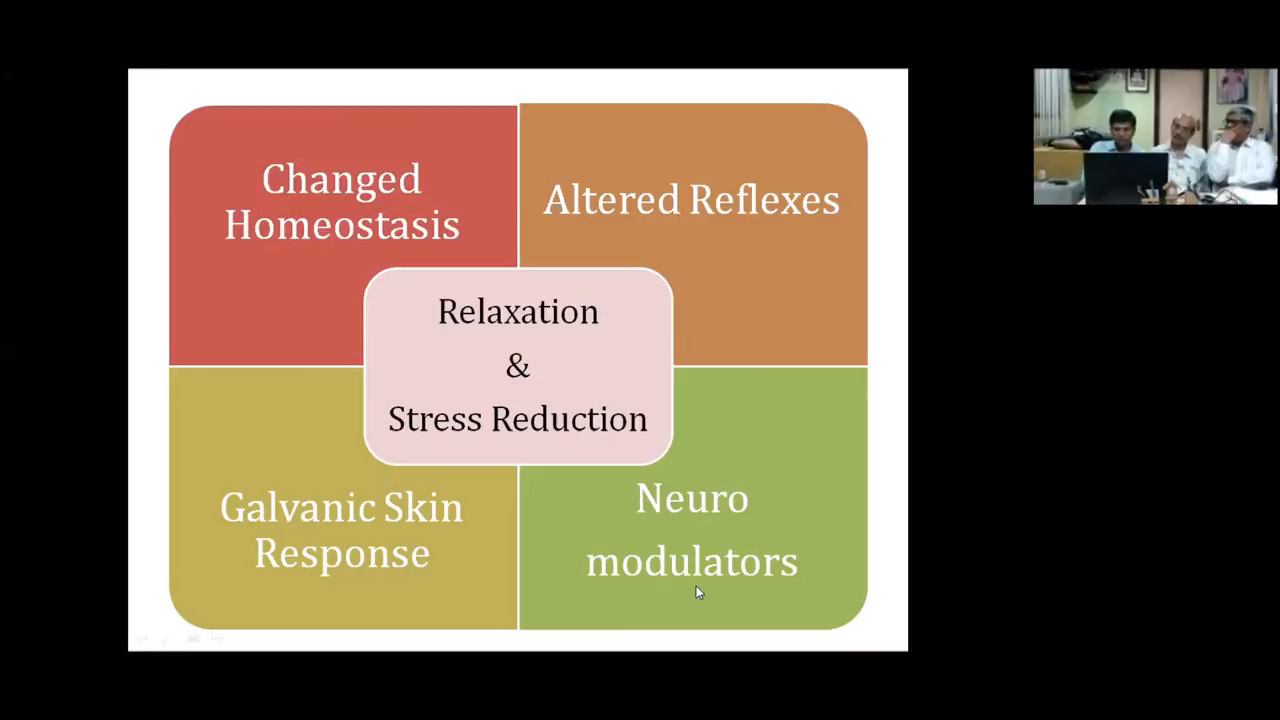 Changed
Homeostasis
Altered Reflexes
Relaxation
&
Stress Reduction
Galvanic Skin
Response
Neuro
modulators